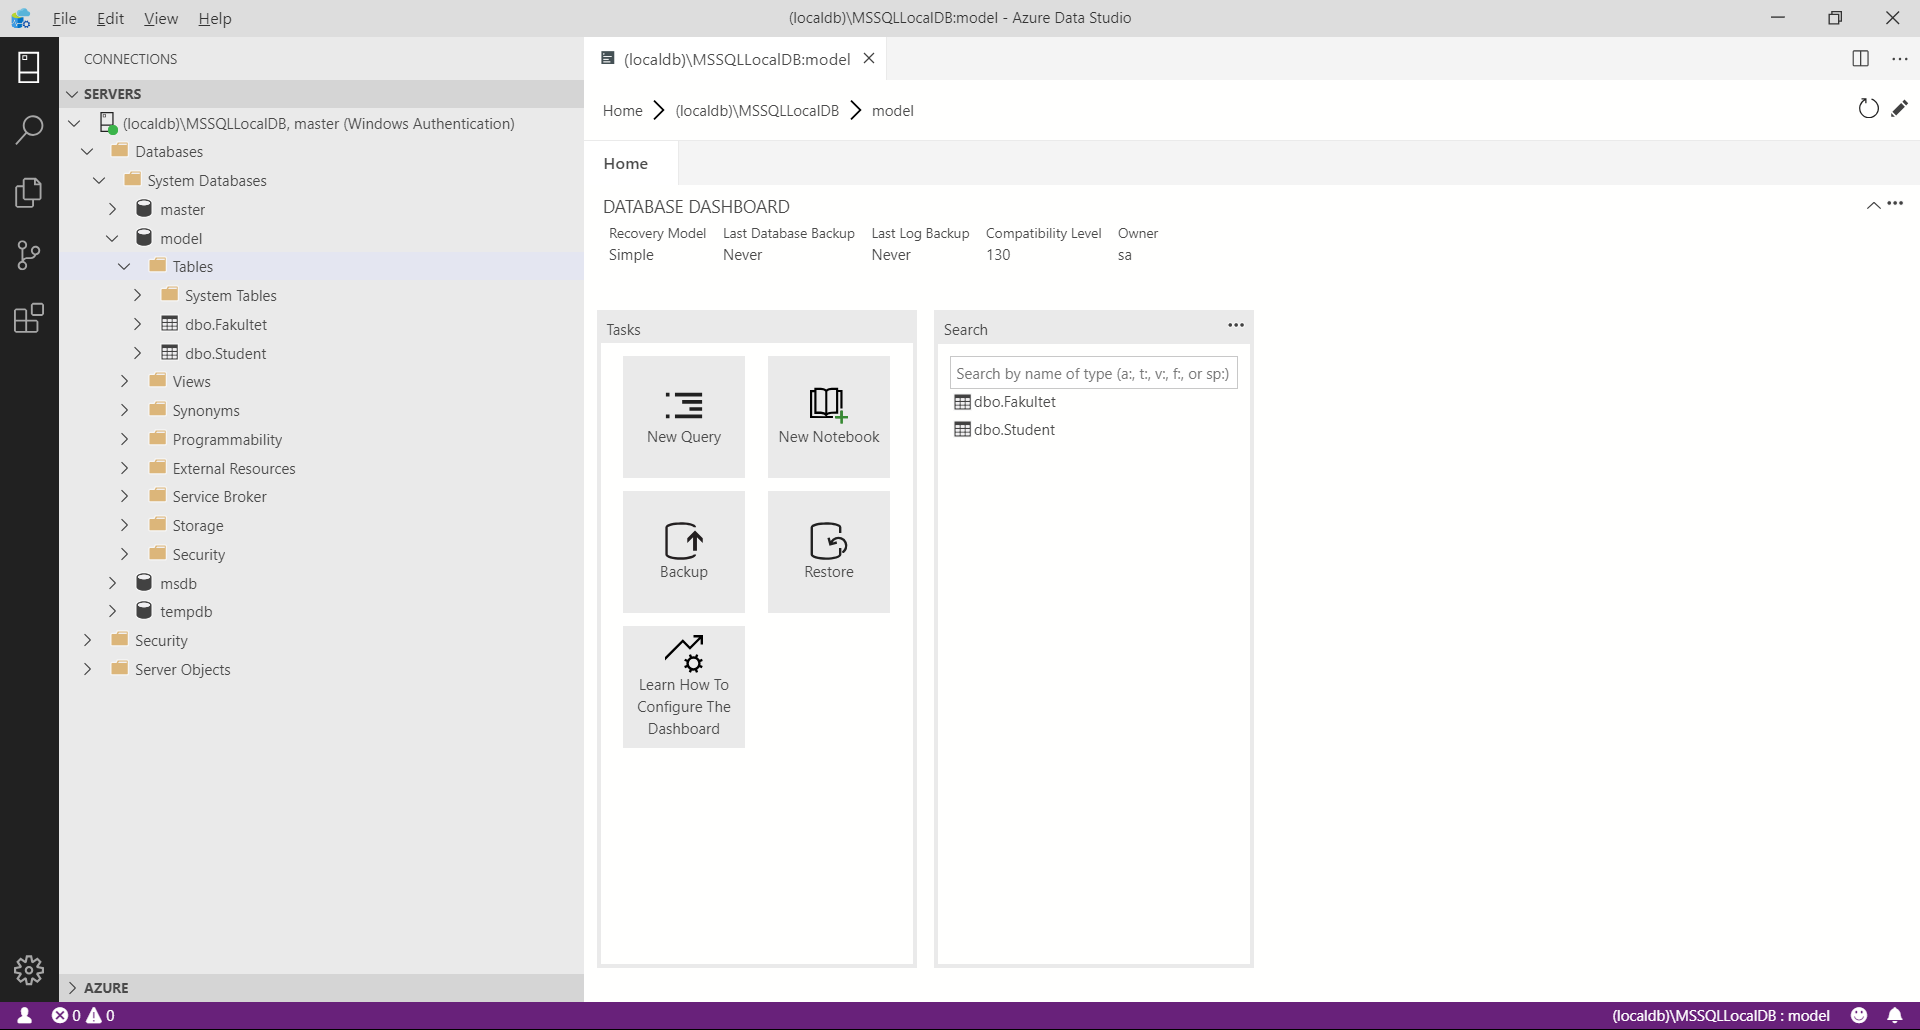 File Edit View Help
(localdb)\MSSQLLocalDB:model - Azure Data Studio
CONNECTIONS
SERVERS
(localdb)\MSSQLLocalDB, master (Windows Authentication)
Databases
System Databases
master
model
Tables
System Tables
dbo.Fakultet
dbo.Student
Views
Synonyms
Programmability
External Resources
Service Broker
Storage
Security
msdb
tempdb
Security
Server Objects
AZURE
(localdb)\MSSQLLocalDB:model
Home (localdb)\MSSQLLocalDB model
Home
DATABASE DASHBOARD
Recovery Model Last Database Backup Last Log Backup Compatibility Level Owner
Simple Never Never 130 sa
Tasks
New Query
New Notebook
Backup
Restore
Learn How To
Configure The
Dashboard
Search
Search by name of type (a:, t:, v:, f:, or sp:)
dbo.Fakultet
dbo.Student
0 0
(localdb)\MSSQLLocalDB : model